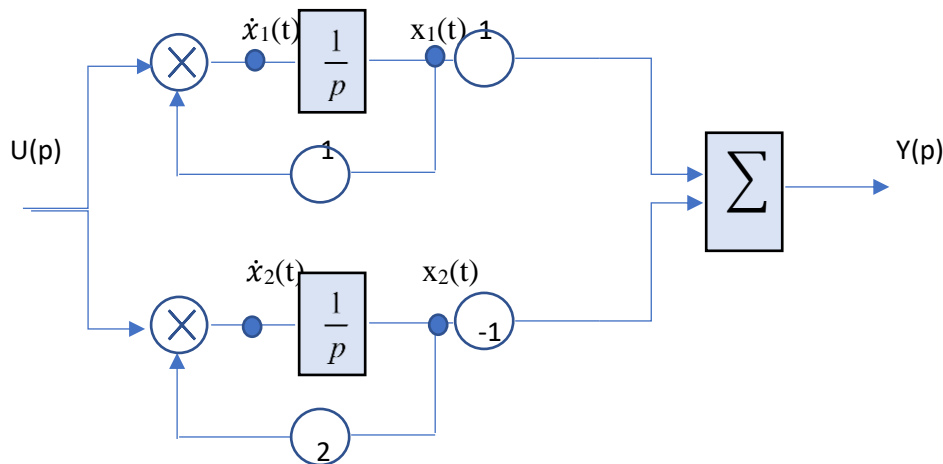 ẋ₁(t)
x₁(t)
1
1
p
1
U(p)
Y(p)
∑
ẋ₂(t)
x₂(t)
1
p
-1
2